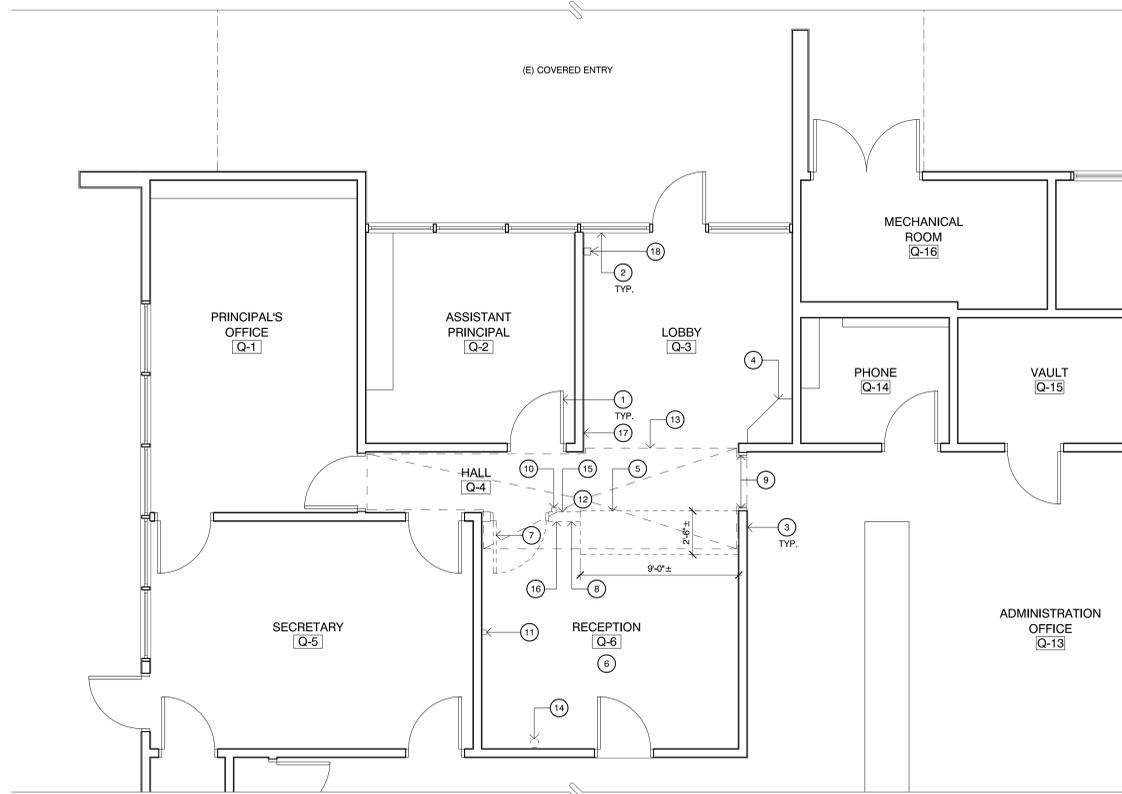 (E) COVERED ENTRY
MECHANICAL
ROOM
Q-16
18
2
TYP.
PRINCIPAL'S
OFFICE
Q-1
ASSISTANT
PRINCIPAL
Q-2
LOBBY
Q-3
4
PHONE
Q-14
VAULT
Q-15
1
TYP.
13
17
HALL
Q-4
10
15
5
12
9
7
2'-6"±
3
TYP.
9'-0"±
16
8
SECRETARY
Q-5
11
RECEPTION
Q-6
6
ADMINISTRATION
OFFICE
Q-13
14